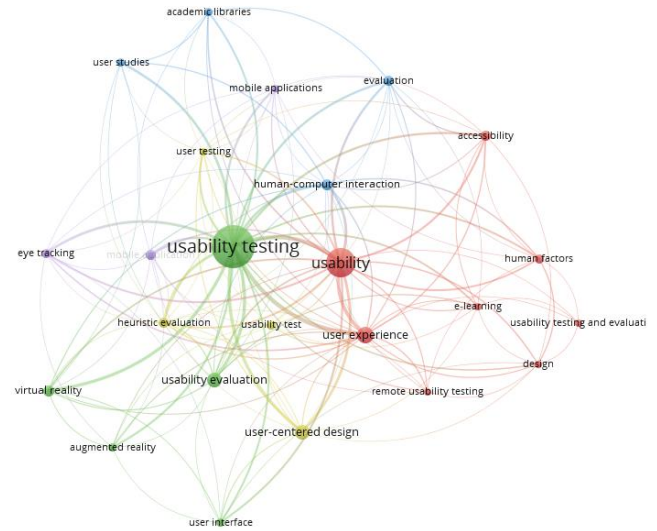 academic libraries
user studies
evaluation
mobile applications
accessibility
user testing
human-computer interaction
usability testing
eye tracking
mobile application
usability
human factors
e-learning
heuristic evaluation
usability test
user experience
usability testing and evaluati
design
usability evaluation
virtual reality
remote usability testing
user-centered design
augmented reality
user interface